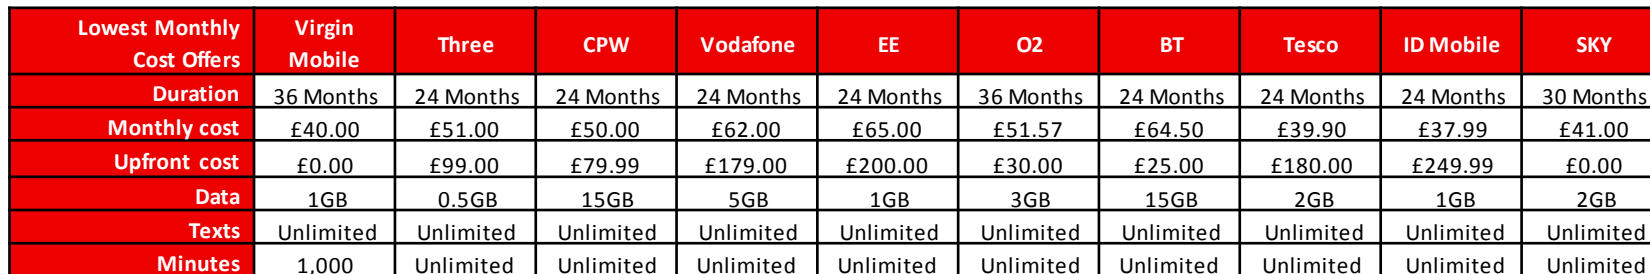 Lowest Monthly Cost Offers Virgin Mobile Three CPW Vodafone EE O2 BT Tesco ID Mobile SKY
Duration 36 Months 24 Months 24 Months 24 Months 24 Months 36 Months 24 Months 24 Months 24 Months 30 Months
Monthly cost £40.00 £51.00 £50.00 £62.00 £65.00 £51.57 £64.50 £39.90 £37.99 £41.00
Upfront cost £0.00 £99.00 £79.99 £179.00 £200.00 £30.00 £25.00 £180.00 £249.99 £0.00
Data 1GB 0.5GB 15GB 5GB 1GB 3GB 15GB 2GB 1GB 2GB
Texts Unlimited Unlimited Unlimited Unlimited Unlimited Unlimited Unlimited Unlimited Unlimited Unlimited
Minutes 1,000 Unlimited Unlimited Unlimited Unlimited Unlimited Unlimited Unlimited Unlimited Unlimited